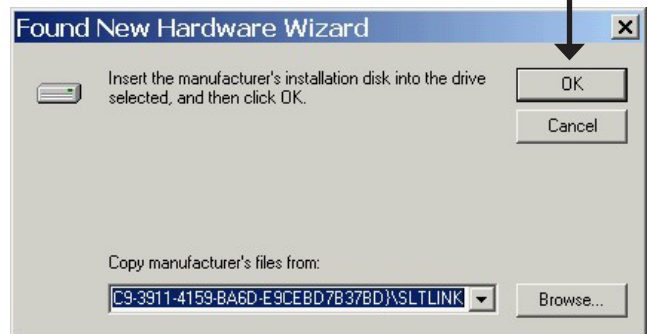 Found New Hardware Wizard
Insert the manufacturer's installation disk into the drive
selected, and then click OK.
OK
Cancel
Copy manufacturer's files from:
C9-3911-4159-BA6D-E9CEBD7B37BD}\SLTLINK
Browse...